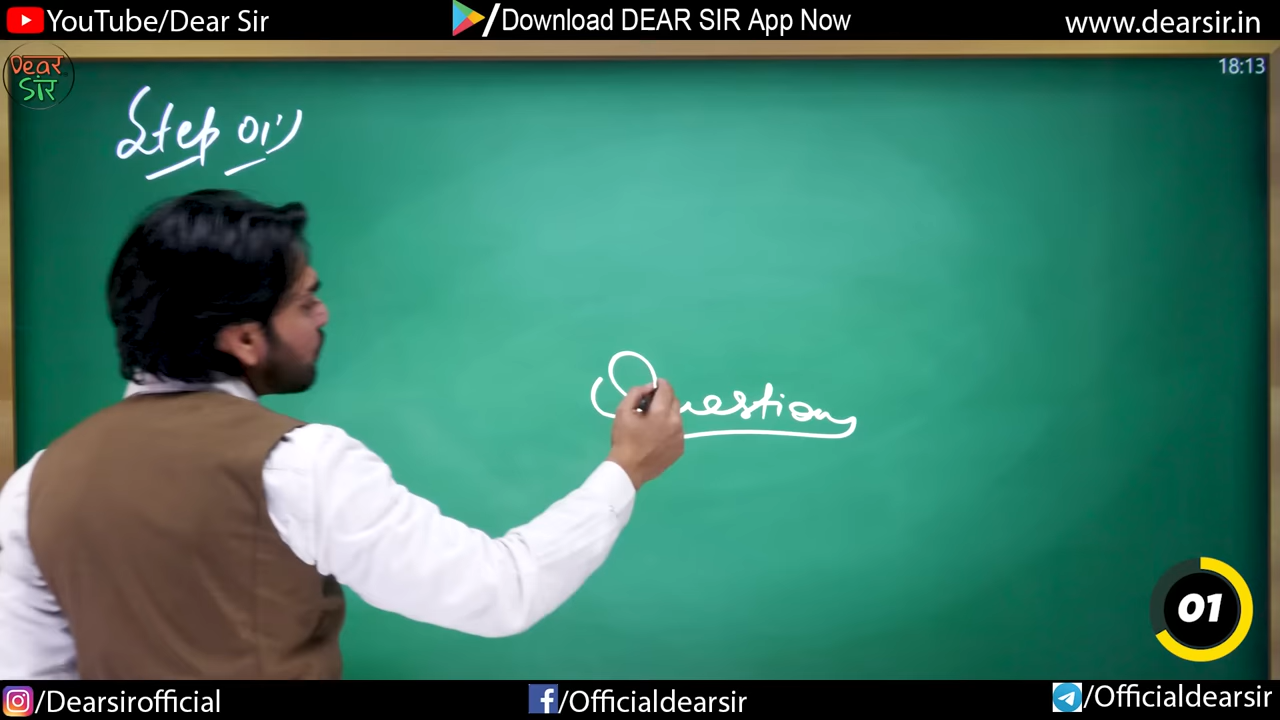 YouTube/Dear Sir
/Download DEAR SIR App Now
www.dearsir.in
Dear
सर
18:13
Step 01
Question
01
/Dearsirofficial
/Officialdearsir
/Officialdearsir